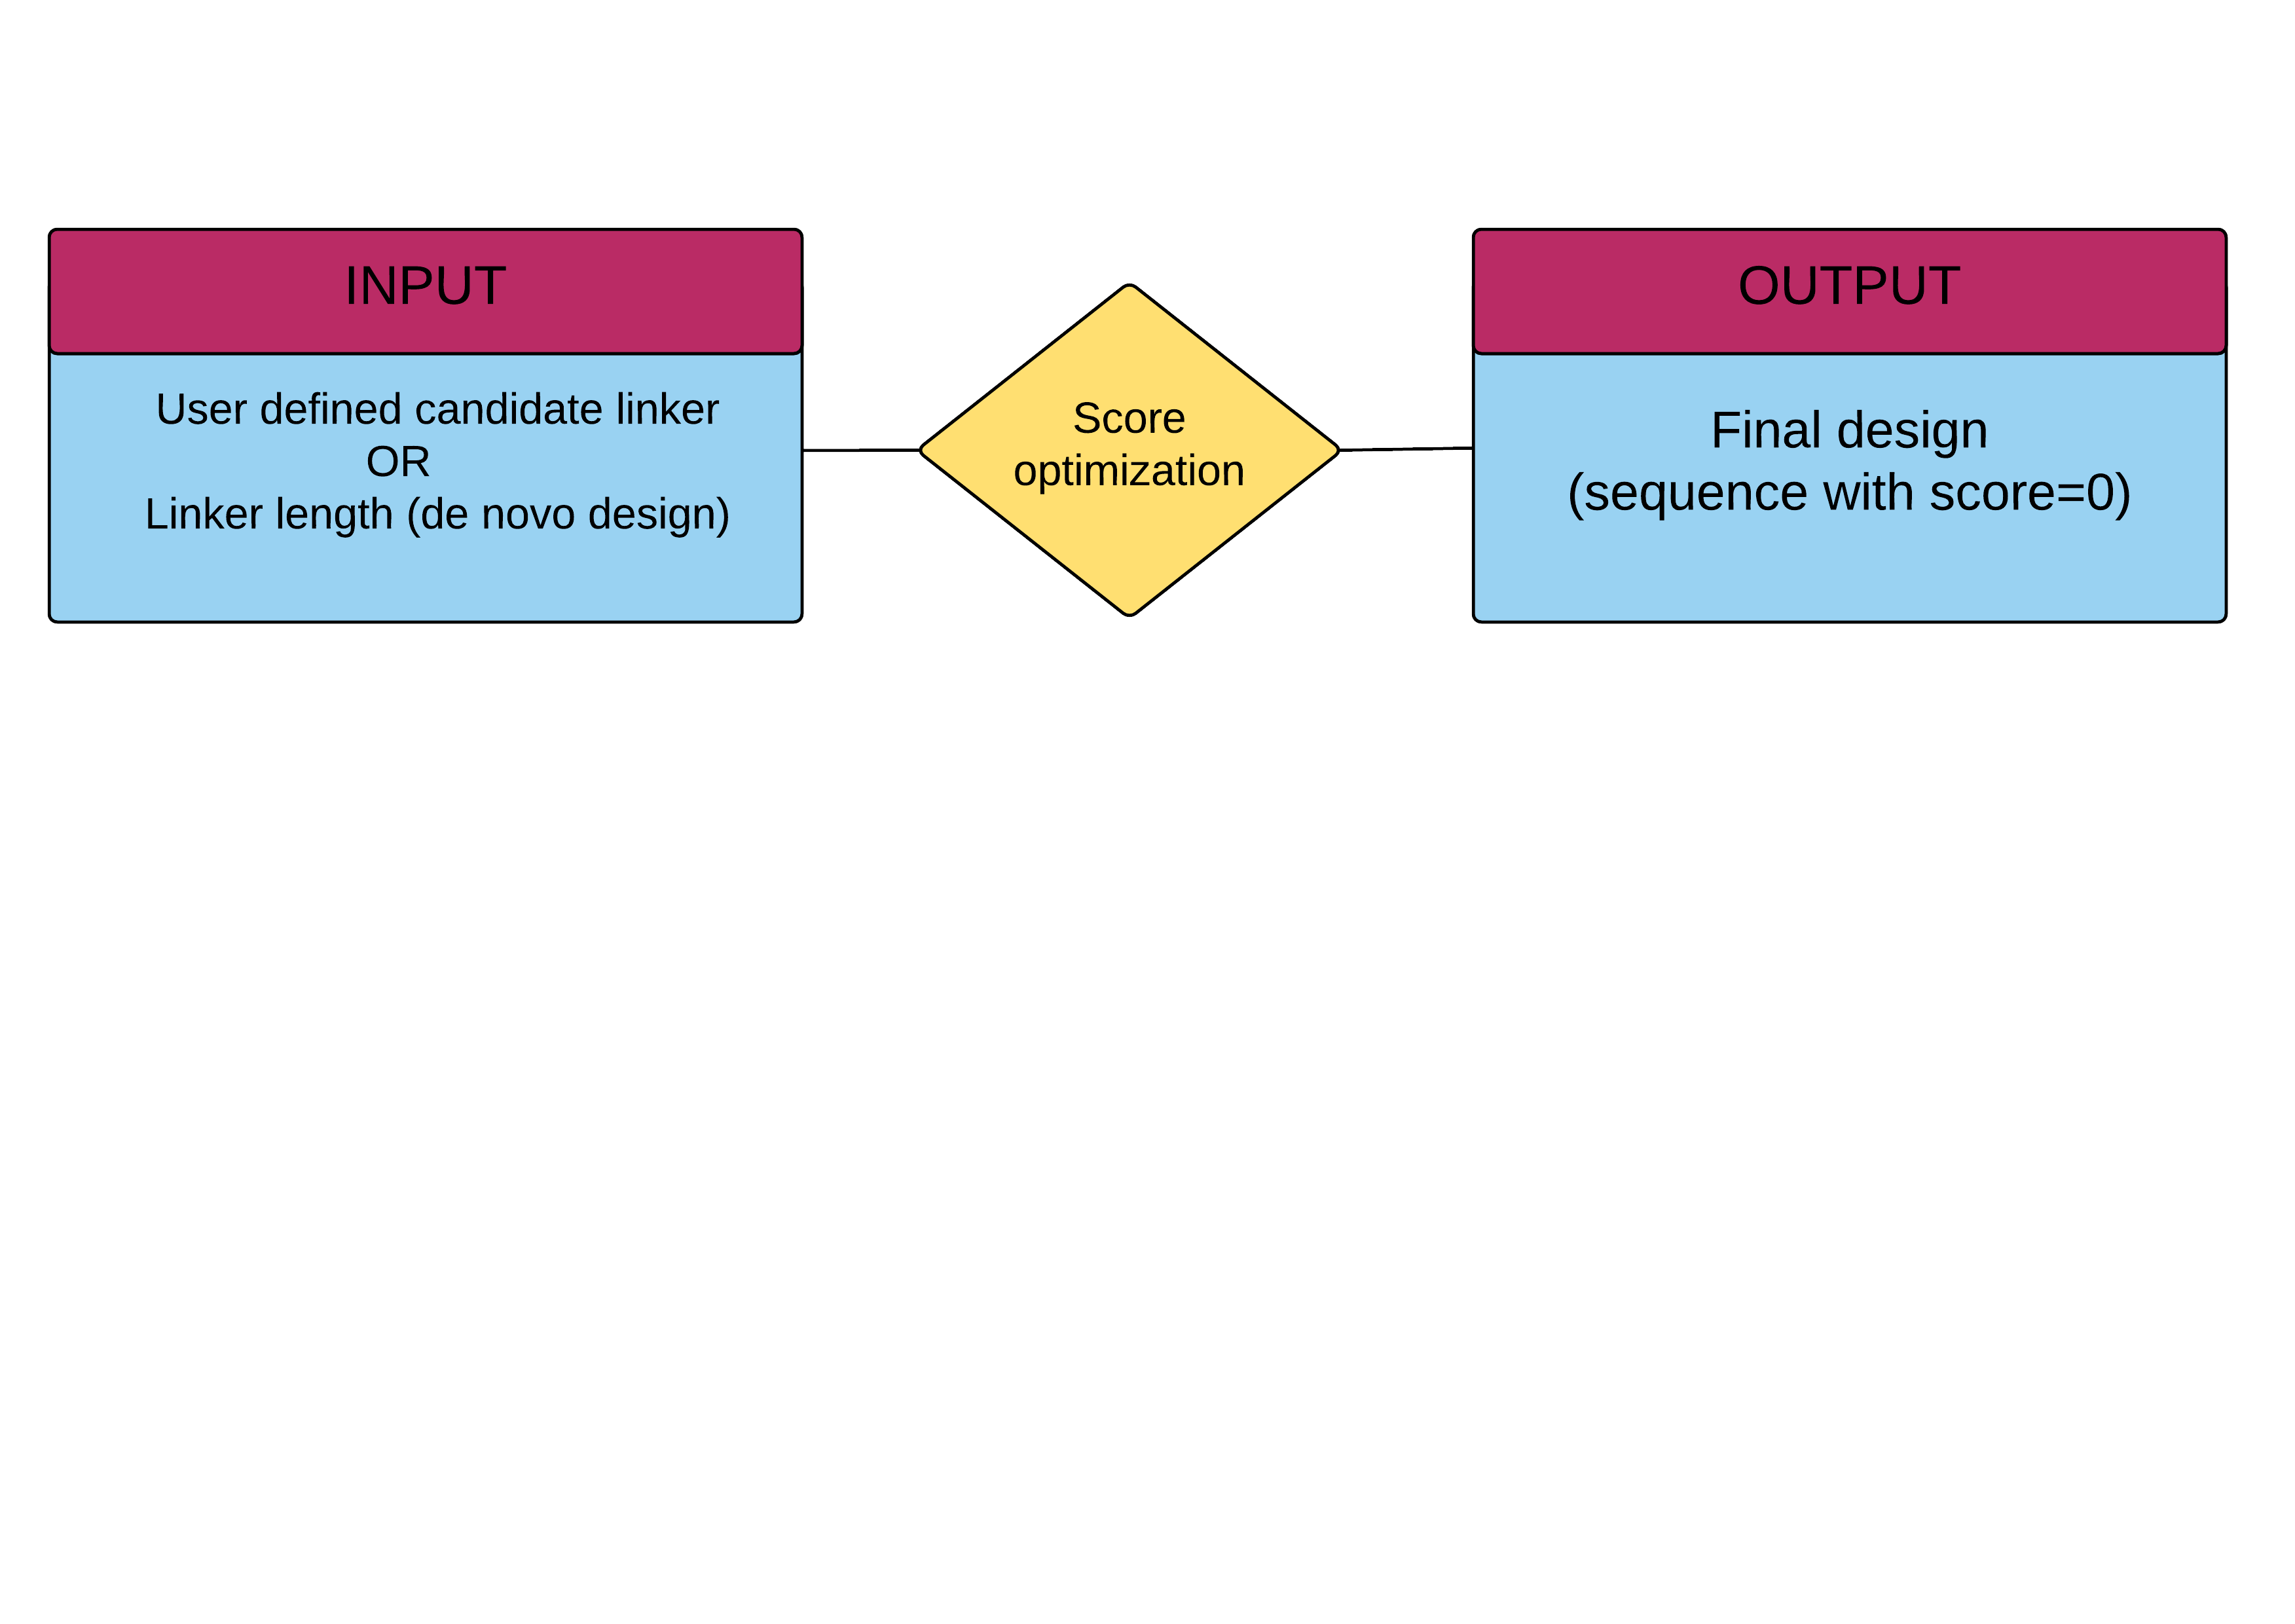 INPUT
User defined candidate linker
OR
Linker length (de novo design)
Score
optimization
OUTPUT
Final design
(sequence with score=0)